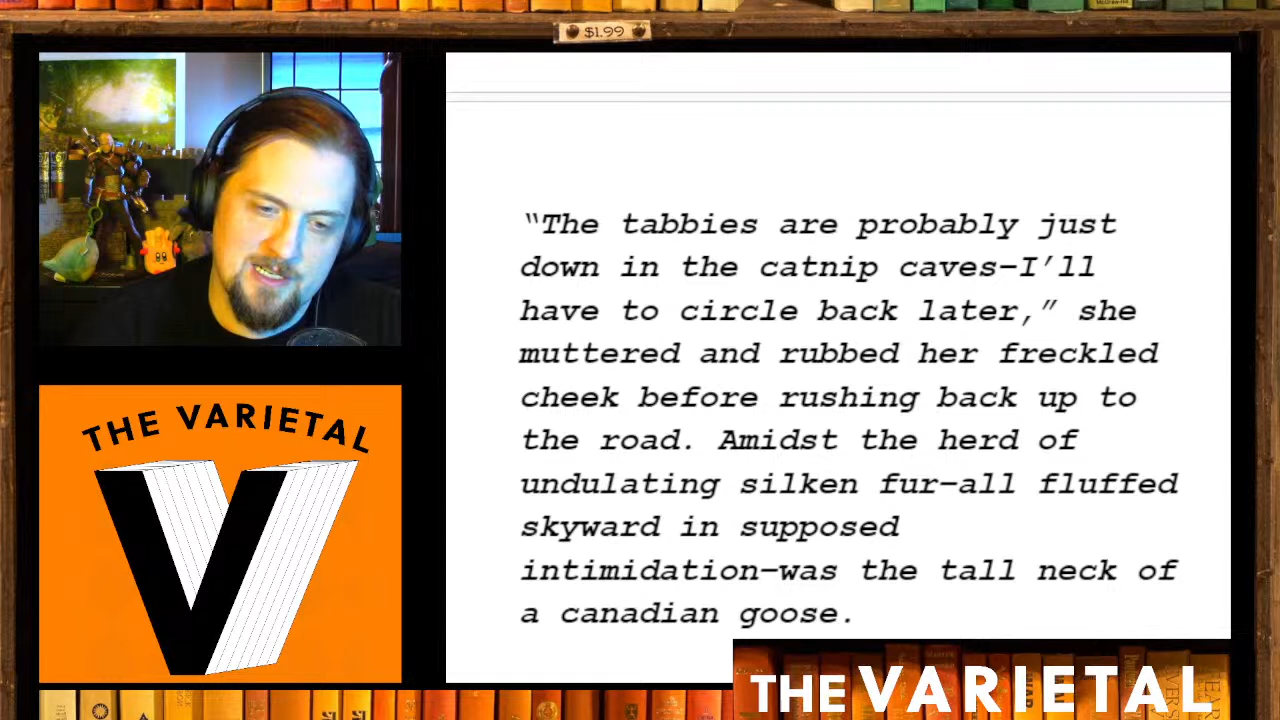 McGraw-Hill
$1.99
"The tabbies are probably just
down in the catnip caves–I'll
have to circle back later," she
muttered and rubbed her freckled
cheek before rushing back up to
the road. Amidst the herd of
undulating silken fur–all fluffed
skyward in supposed
intimidation–was the tall neck of
a canadian goose.
THE VARIETAL
THE VARIETAL